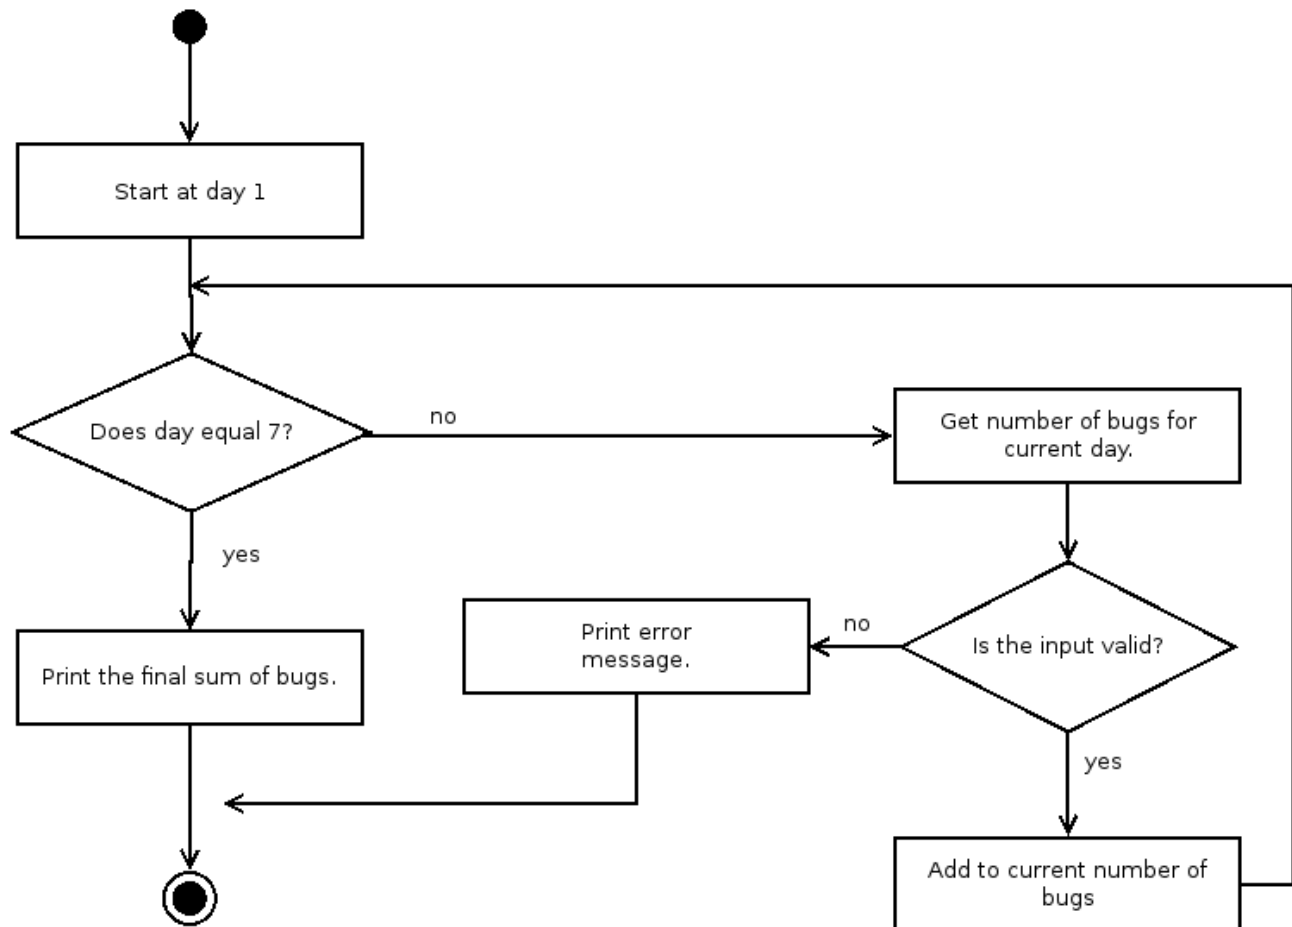 Start at day 1
Does day equal 7?
no
Get number of bugs for
current day.
yes
Print error
message.
no
Is the input valid?
Print the final sum of bugs.
yes
Add to current number of
bugs